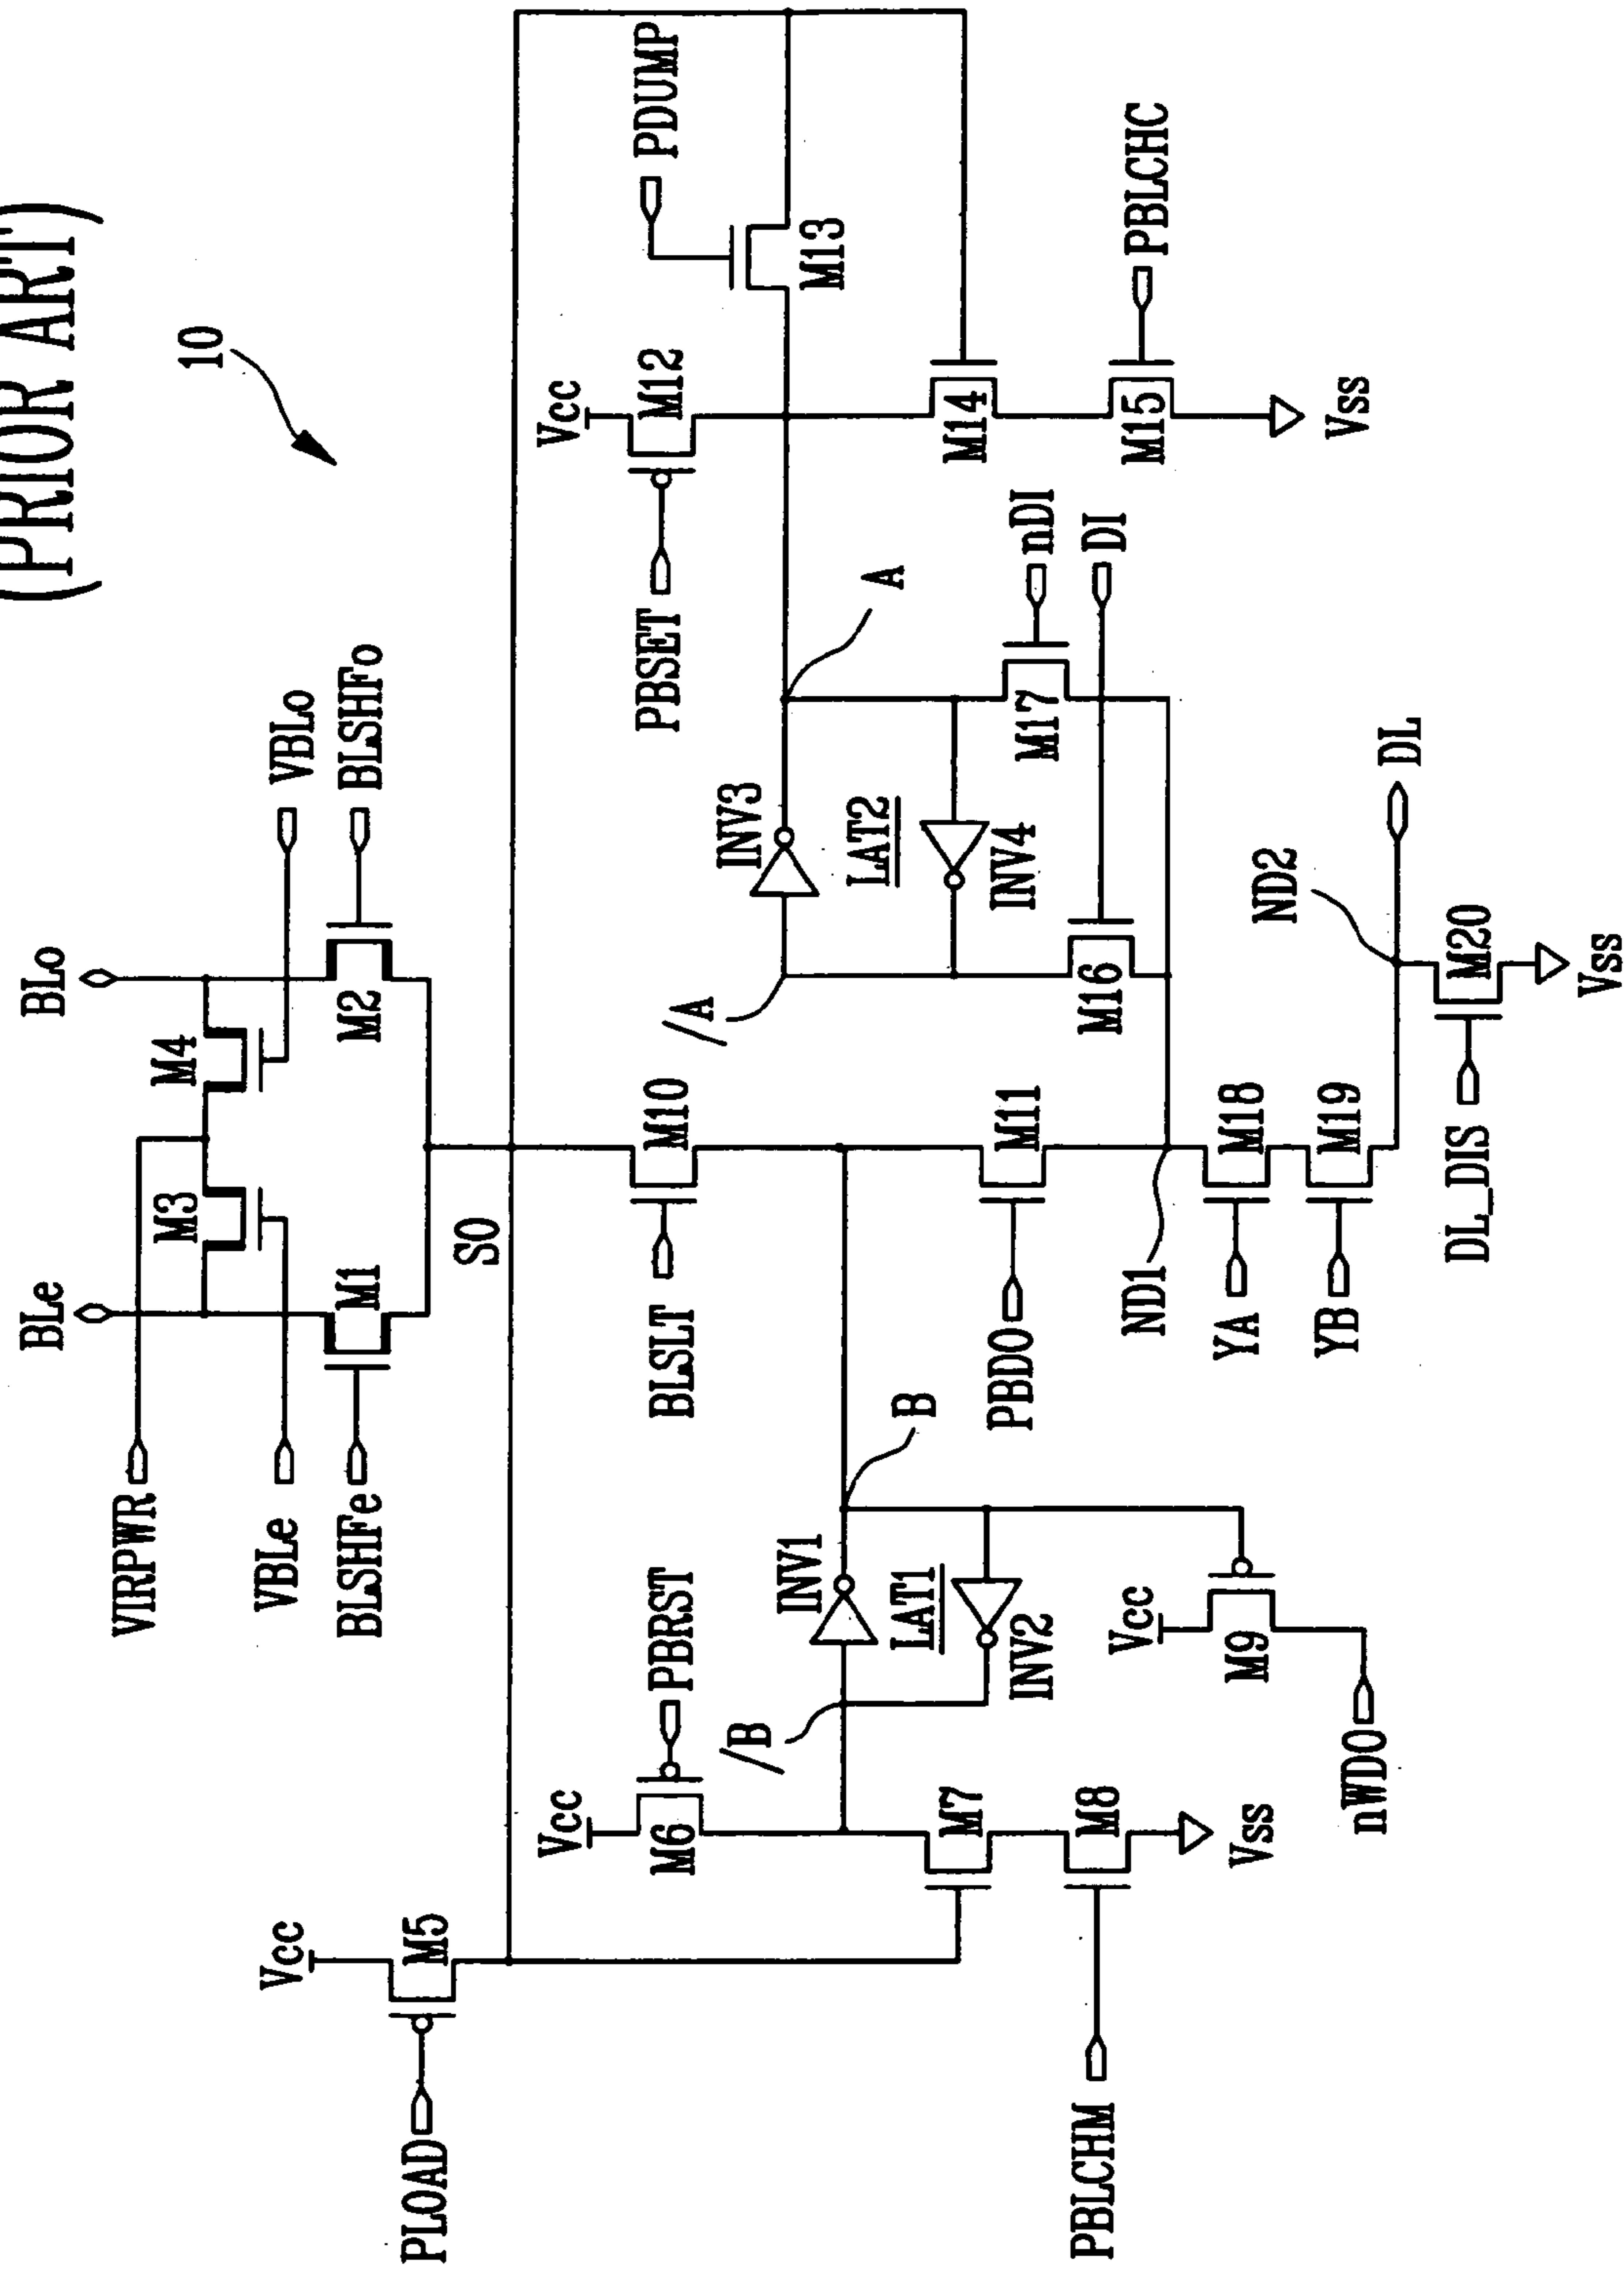 (PRIOR ART)
10
BLe
BLo
VIRPWR
M3
M4
VBLe
VBLo
BLSHFe
M1
M2
BLSHFo
SO
Vcc
PLOAD
M5
Vcc
M6
PBRST
/B
INV1
LAT1
INV2
B
M7
M8
PBLCHM
Vss
Vcc
M9
nWDO
BLSLT
M10
PBDO
M11
ND1
YA
M18
YB
M19
DL_DIS
M20
Vss
ND2
DL
/A
INV3
LAT2
INV4
A
M16
M17
nDI
DI
PBSET
Vcc
M12
PDUMP
M13
M14
M15
PBLCHC
Vss